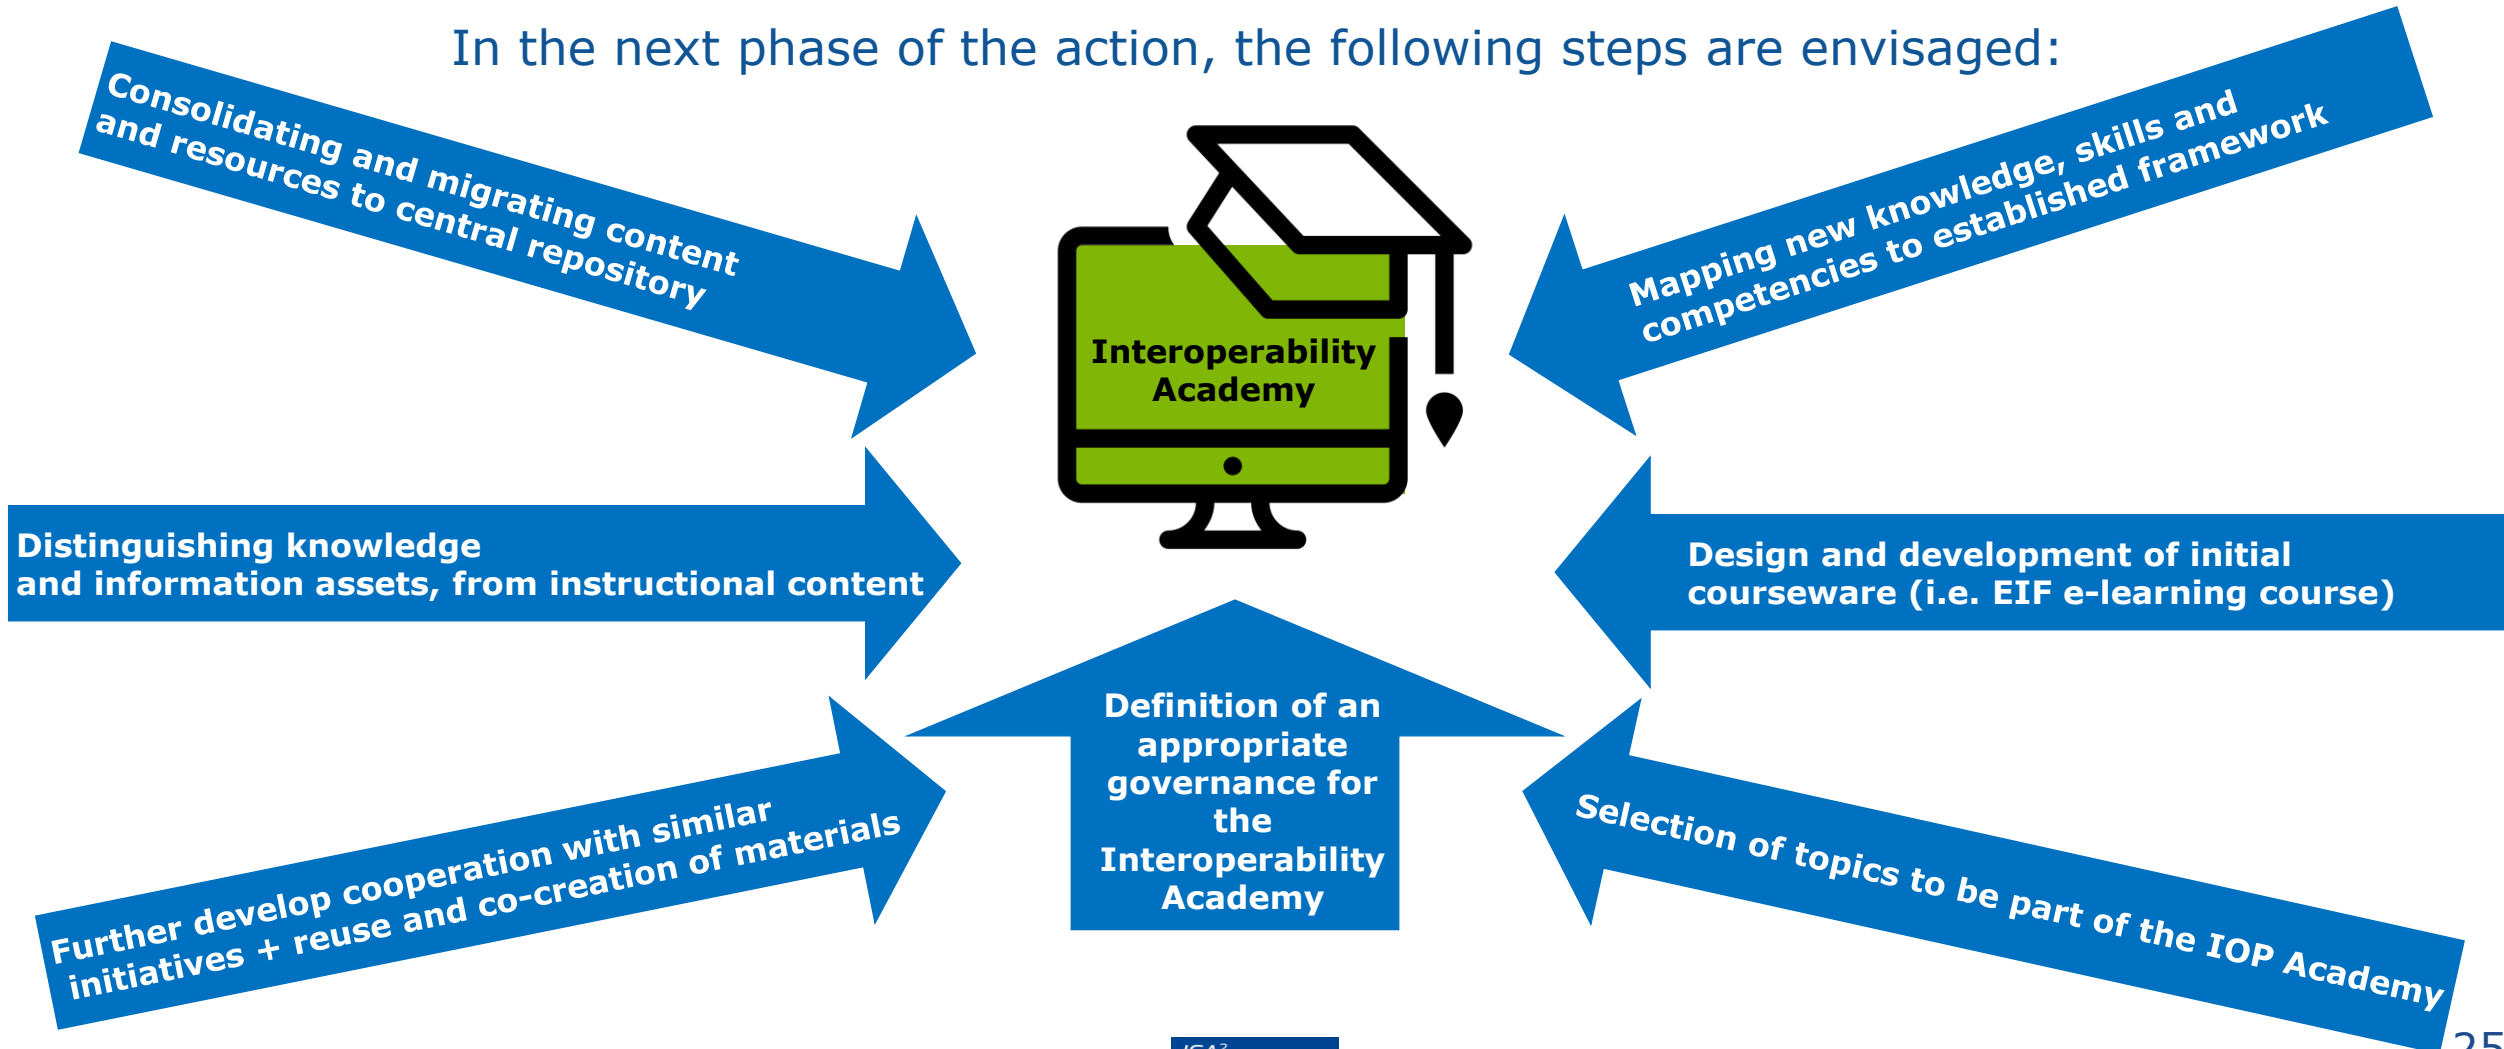 In the next phase of the action, the following steps are envisaged:
Consolidating and migrating content
and resources to central repository
Mapping new knowledge, skills and
competencies to established framework
Interoperability
Academy
Distinguishing knowledge
and information assets, from instructional content
Design and development of initial
courseware (i.e. EIF e-learning course)
Definition of an
appropriate
governance for
the
Interoperability
Academy
Further develop cooperation with similar
initiatives + reuse and co-creation of materials
Selection of topics to be part of the IOP Academy
25